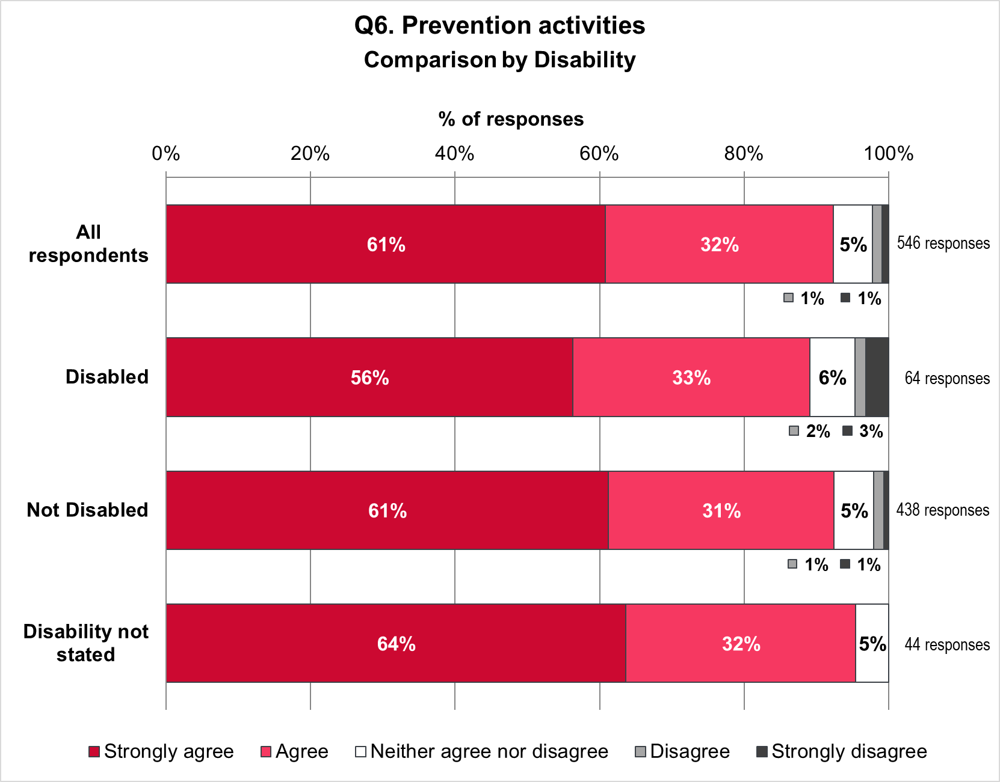 Q6. Prevention activities
Comparison by Disability
% of responses
0% 20% 40% 60% 80% 100%
All
respondents
61% 32% 5% 546 responses
1% 1%
Disabled 56% 33% 6% 64 responses
2% 3%
Not Disabled 61% 31% 5% 438 responses
1% 1%
Disability not
stated
64% 32% 5% 44 responses
Strongly agree Agree Neither agree nor disagree Disagree Strongly disagree